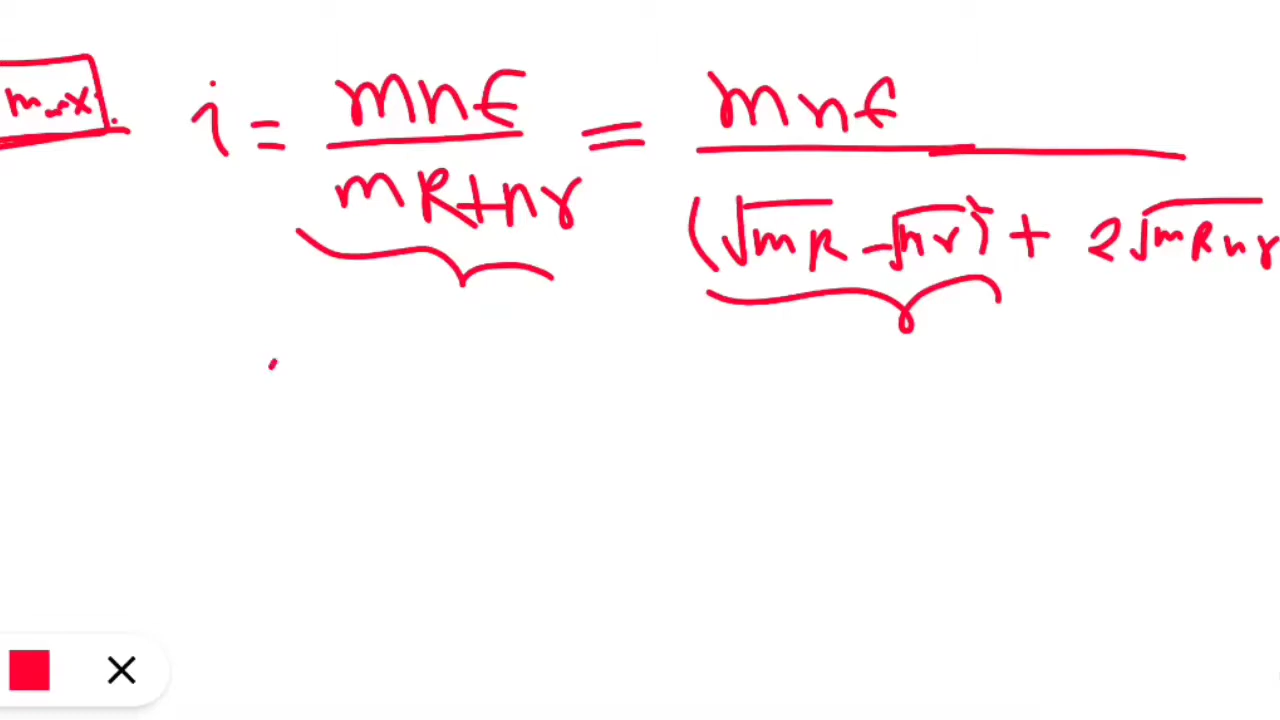 max.
i = mnE / (mR+nr) = mnE / ((√mR - √nr)² + 2√mRnr)